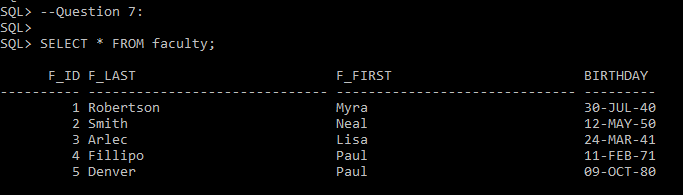 SQL> --Question 7:
SQL>
SQL> SELECT * FROM faculty;
F_ID F_LAST F_FIRST BIRTHDAY
---------- ------------------------------ ------------------------------ ---------
1 Robertson Myra 30-JUL-40
2 Smith Neal 12-MAY-50
3 Arlec Lisa 24-MAR-41
4 Fillipo Paul 11-FEB-71
5 Denver Paul 09-OCT-80